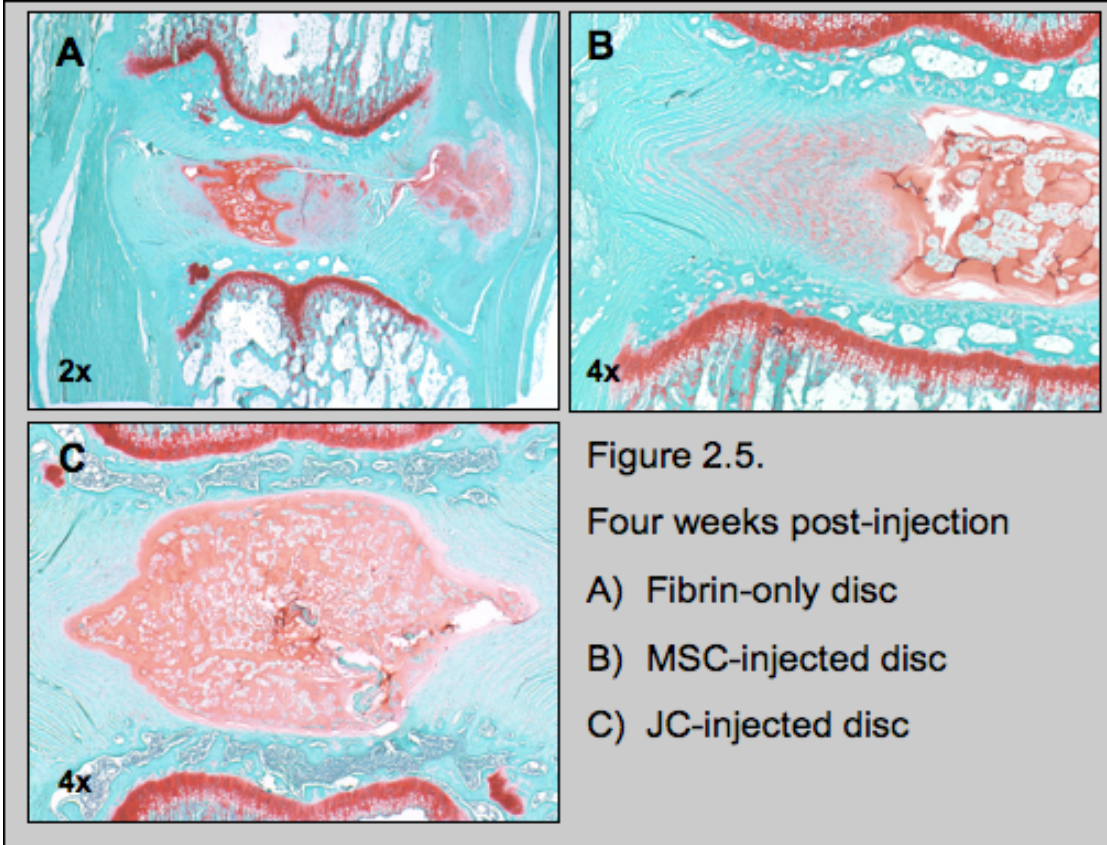 A
2x
B
4x
C
4x
Figure 2.5.
Four weeks post-injection
A) Fibrin-only disc
B) MSC-injected disc
C) JC-injected disc